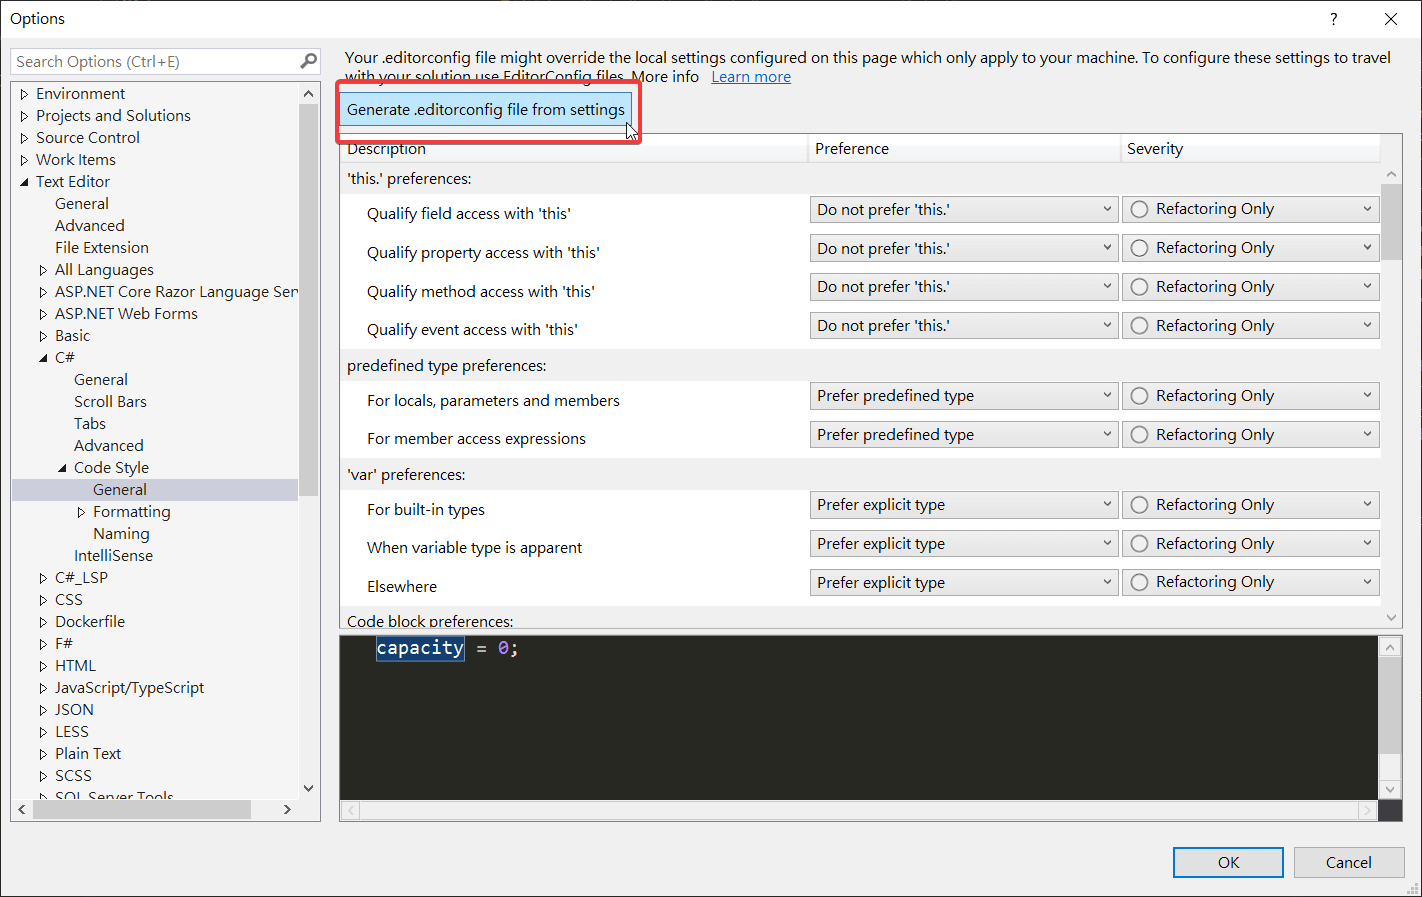 Options
?
Search Options (Ctrl+E)
Environment
Projects and Solutions
Source Control
Work Items
Text Editor
General
Advanced
File Extension
All Languages
ASP.NET Core Razor Language Ser
ASP.NET Web Forms
Basic
C#
General
Scroll Bars
Tabs
Advanced
Code Style
General
Formatting
Naming
IntelliSense
C#_LSP
CSS
Dockerfile
F#
HTML
JavaScript/TypeScript
JSON
LESS
Plain Text
SCSS
SQL Server Tools
Your .editorconfig file might override the local settings configured on this page which only apply to your machine. To configure these settings to travel
with your solution use EditorConfig files. More info Learn more
Generate .editorconfig file from settings
Description Preference Severity
'this.' preferences:
Qualify field access with 'this' Do not prefer 'this.' Refactoring Only
Qualify property access with 'this' Do not prefer 'this.' Refactoring Only
Qualify method access with 'this' Do not prefer 'this.' Refactoring Only
Qualify event access with 'this' Do not prefer 'this.' Refactoring Only
predefined type preferences:
For locals, parameters and members Prefer predefined type Refactoring Only
For member access expressions Prefer predefined type Refactoring Only
'var' preferences:
For built-in types Prefer explicit type Refactoring Only
When variable type is apparent Prefer explicit type Refactoring Only
Elsewhere Prefer explicit type Refactoring Only
Code block preferences:
capacity = 0;
OK Cancel